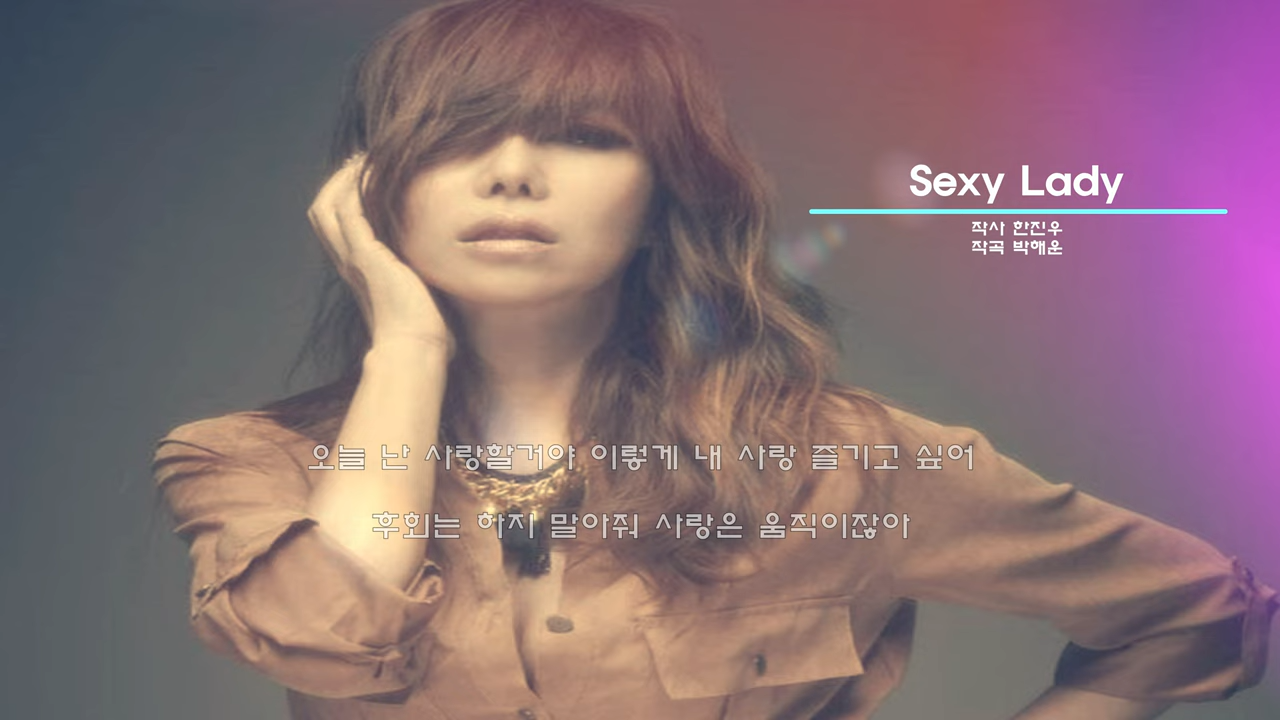 Sexy Lady
작사 한진우
작곡 박해운
오늘 난 사랑할거야 이렇게 내 사랑 즐기고 싶어
후회는 하지 말아줘 사랑은 움직이잖아